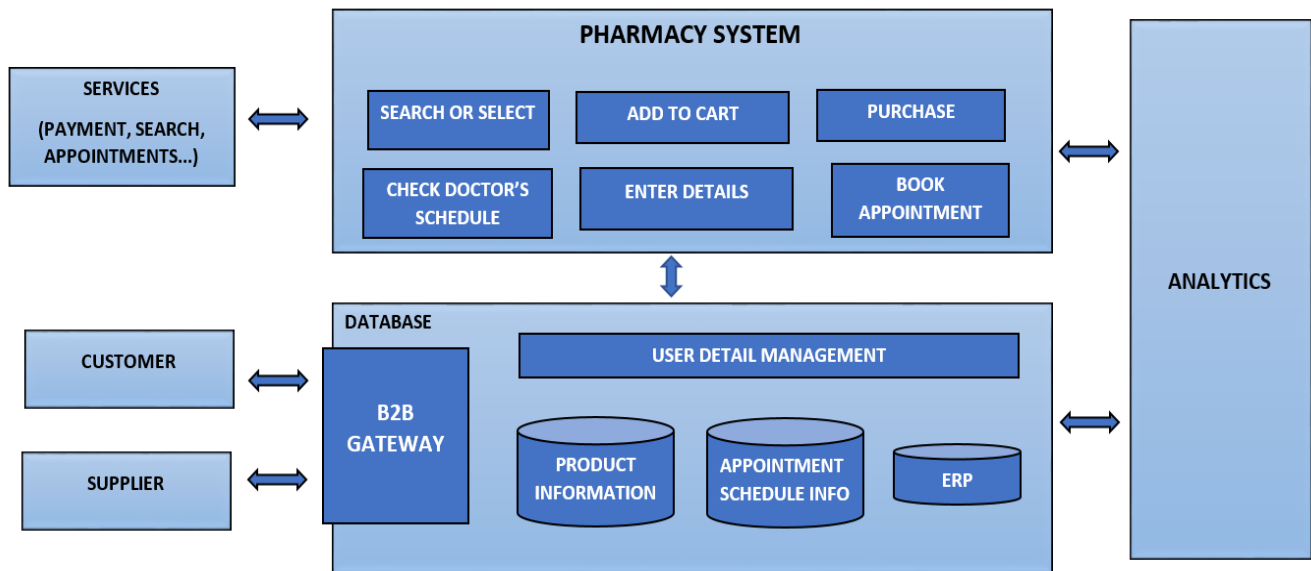 PHARMACY SYSTEM
SERVICES
(PAYMENT, SEARCH,
APPOINTMENTS...)
SEARCH OR SELECT
ADD TO CART
PURCHASE
CHECK DOCTOR'S
SCHEDULE
ENTER DETAILS
BOOK
APPOINTMENT
ANALYTICS
DATABASE
CUSTOMER
SUPPLIER
B2B
GATEWAY
USER DETAIL MANAGEMENT
PRODUCT
INFORMATION
APPOINTMENT
SCHEDULE INFO
ERP